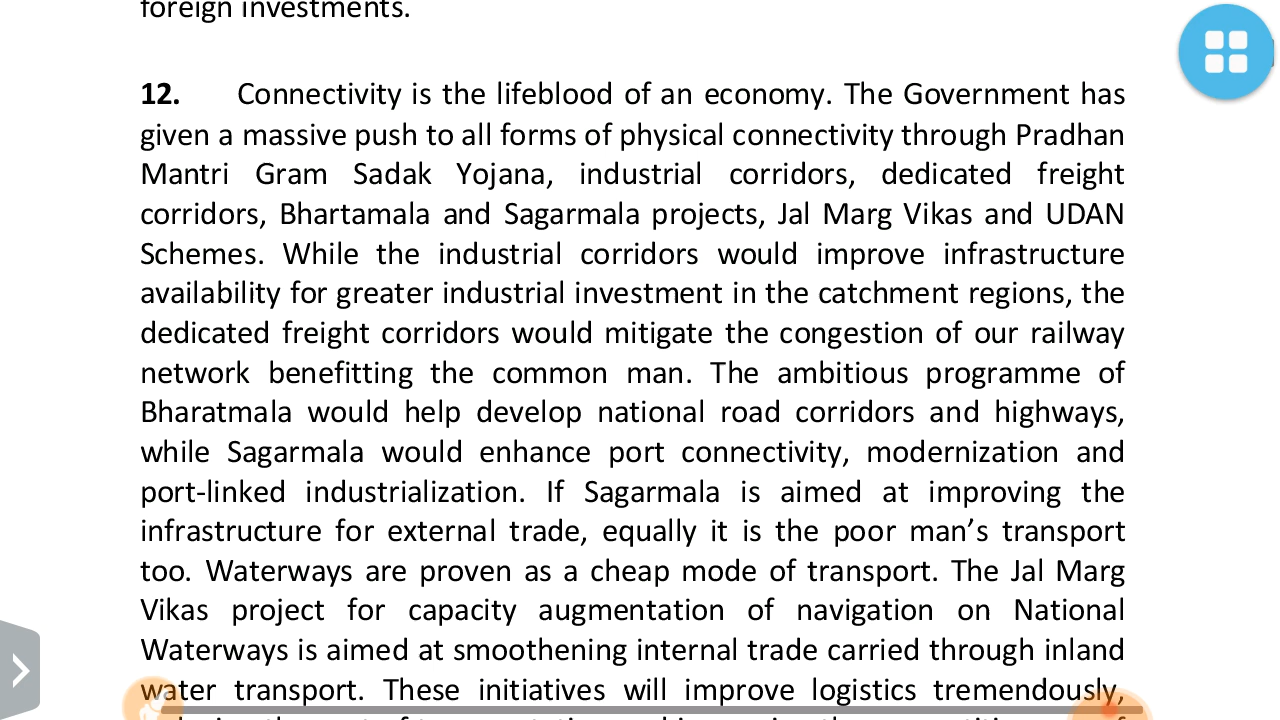 foreign investments.
12. Connectivity is the lifeblood of an economy. The Government has
given a massive push to all forms of physical connectivity through Pradhan
Mantri Gram Sadak Yojana, industrial corridors, dedicated freight
corridors, Bhartamala and Sagarmala projects, Jal Marg Vikas and UDAN
Schemes. While the industrial corridors would improve infrastructure
availability for greater industrial investment in the catchment regions, the
dedicated freight corridors would mitigate the congestion of our railway
network benefitting the common man. The ambitious programme of
Bharatmala would help develop national road corridors and highways,
while Sagarmala would enhance port connectivity, modernization and
port-linked industrialization. If Sagarmala is aimed at improving the
infrastructure for external trade, equally it is the poor man’s transport
too. Waterways are proven as a cheap mode of transport. The Jal Marg
Vikas project for capacity augmentation of navigation on National
Waterways is aimed at smoothening internal trade carried through inland
water transport. These initiatives will improve logistics tremendously,